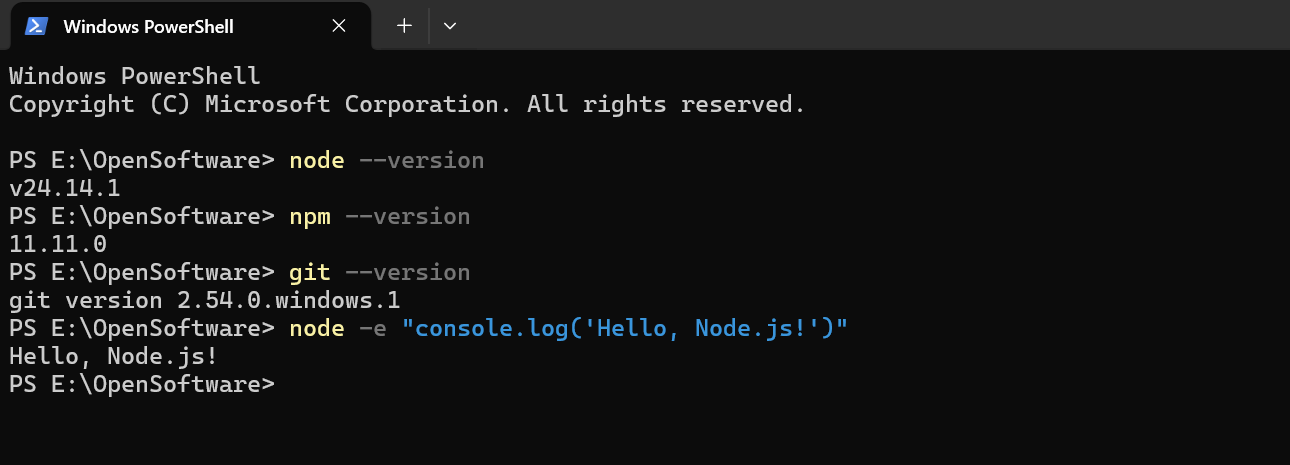 Windows PowerShell
Windows PowerShell
Copyright (C) Microsoft Corporation. All rights reserved.
PS E:\OpenSoftware> node --version
v24.14.1
PS E:\OpenSoftware> npm --version
11.11.0
PS E:\OpenSoftware> git --version
git version 2.54.0.windows.1
PS E:\OpenSoftware> node -e "console.log('Hello, Node.js!')"
Hello, Node.js!
PS E:\OpenSoftware>